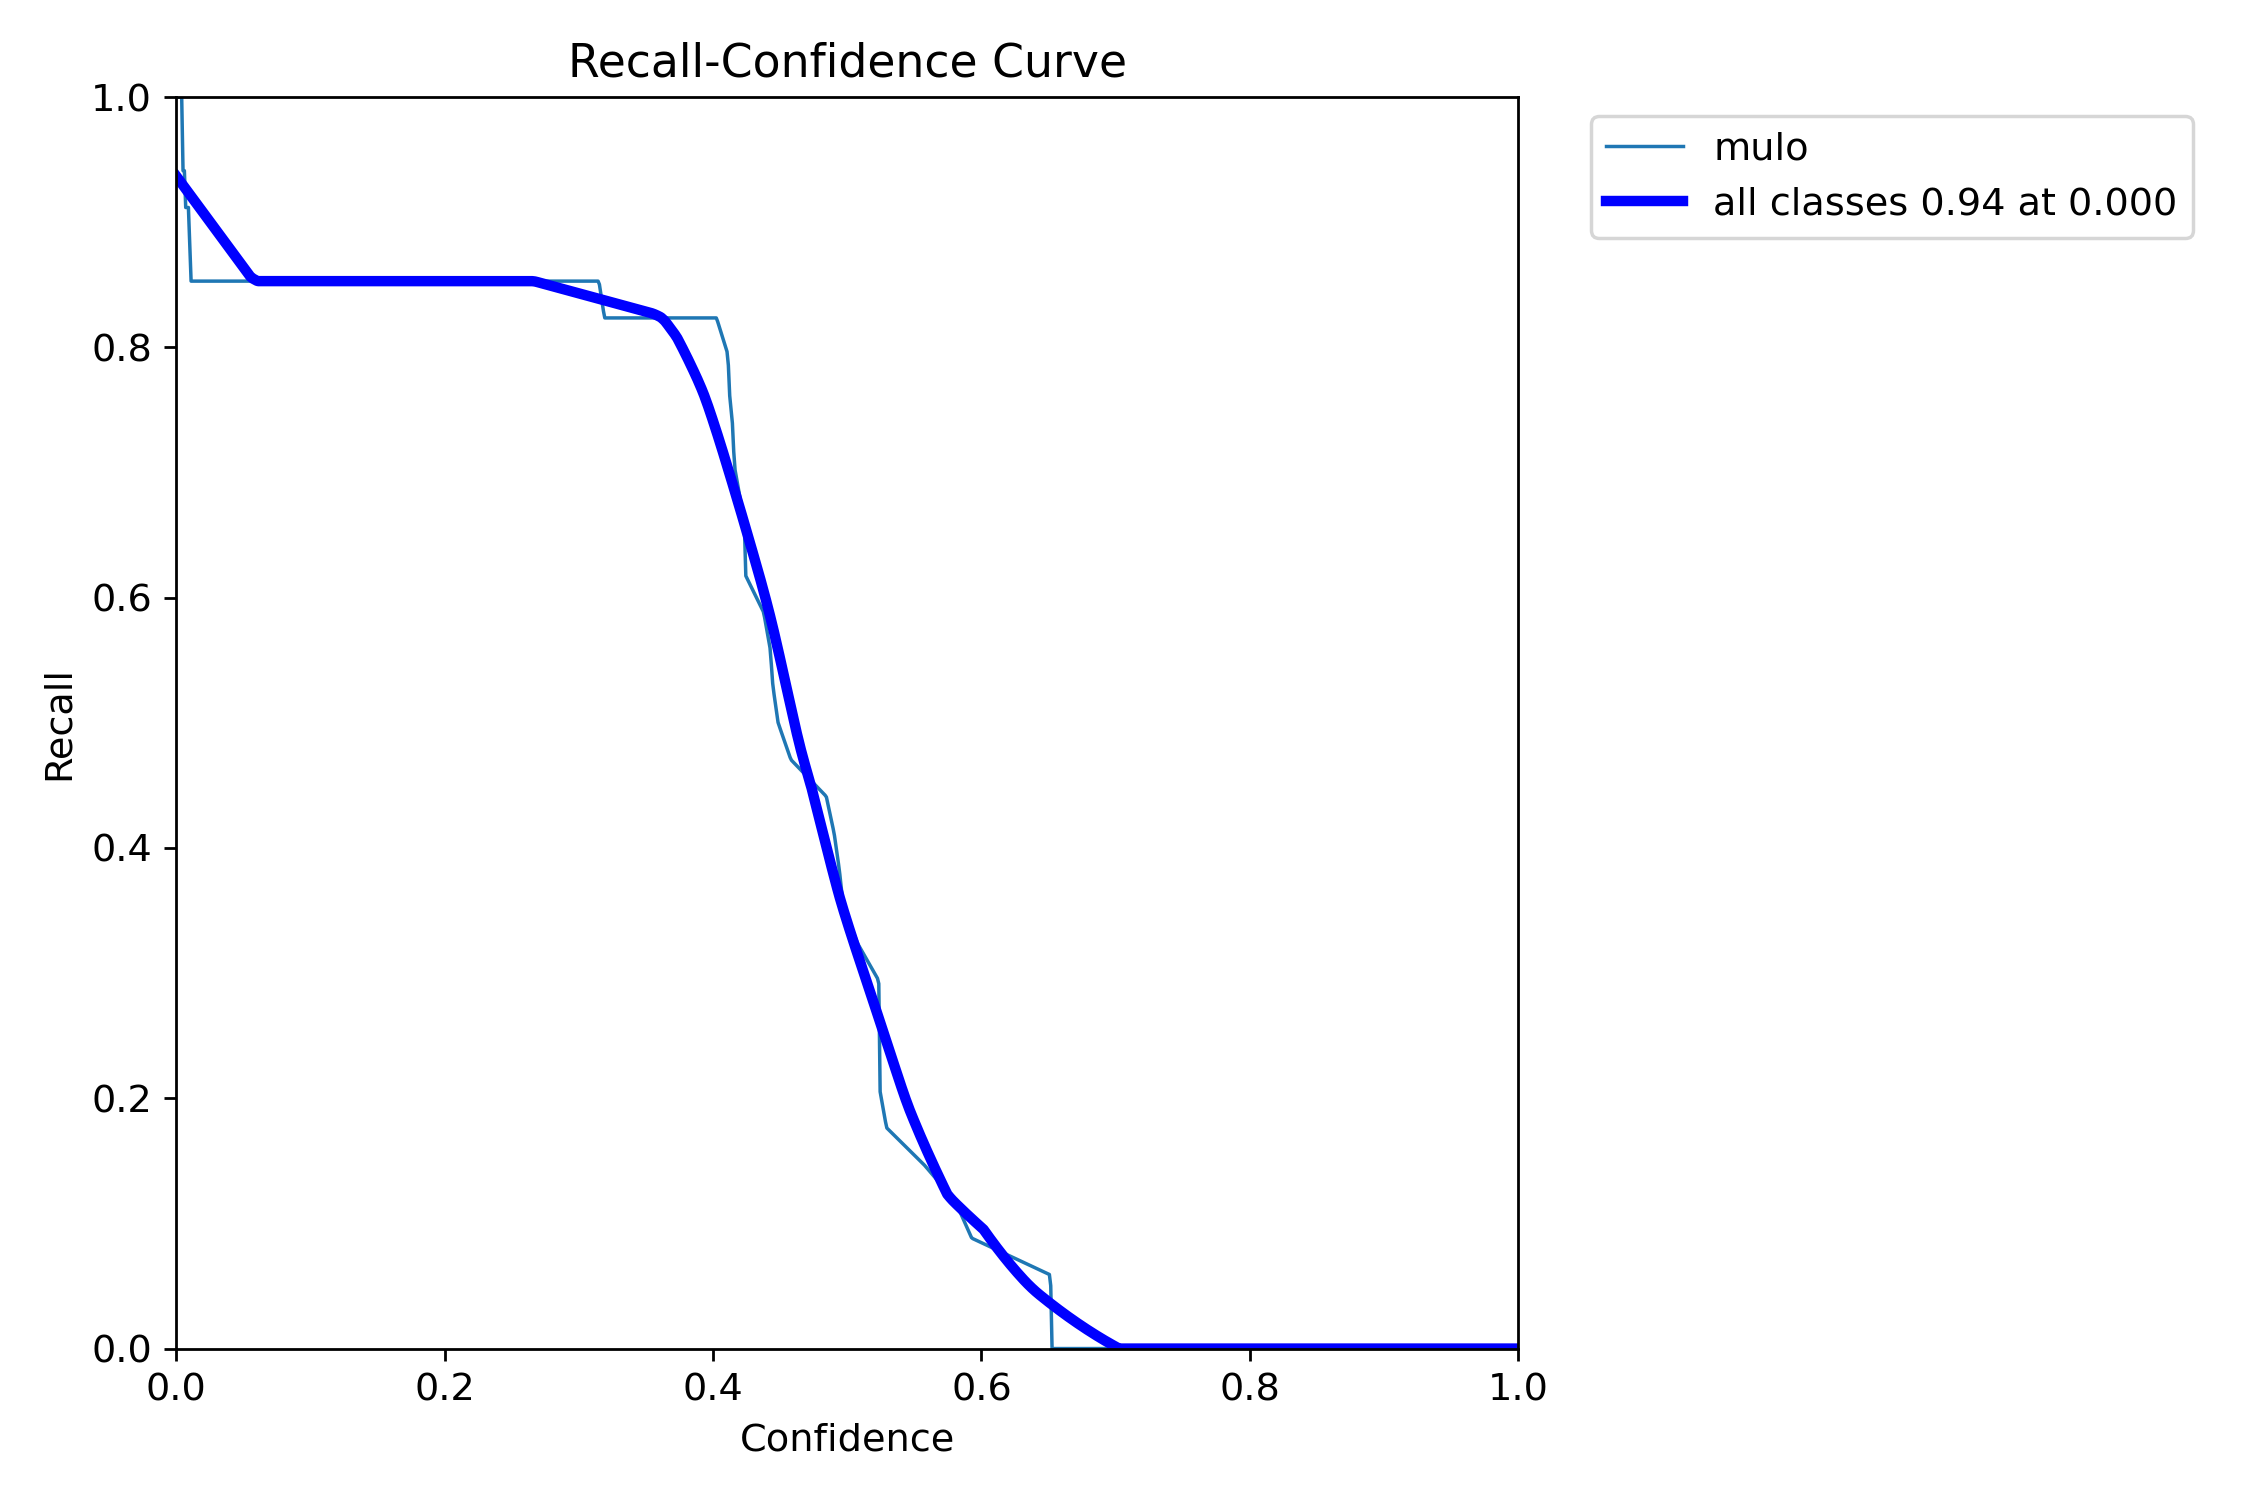 Recall-Confidence Curve
1.0
0.8
0.6
0.4
0.2
0.0
Recall
0.0 0.2 0.4 0.6 0.8 1.0
Confidence
mulo
all classes 0.94 at 0.000